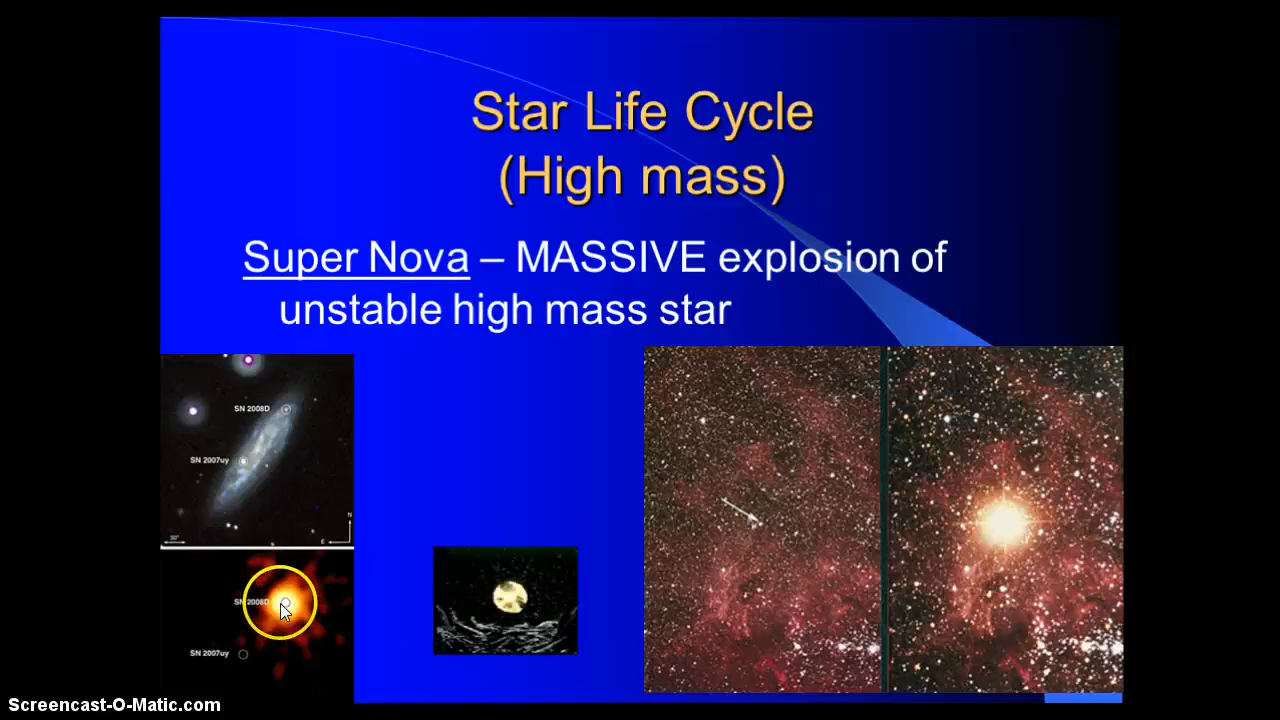 Star Life Cycle
(High mass)
Super Nova – MASSIVE explosion of
unstable high mass star
SN 2008D
SN 2007uy
30"
N
E
SN 2008D
SN 2007uy
Screencast-O-Matic.com